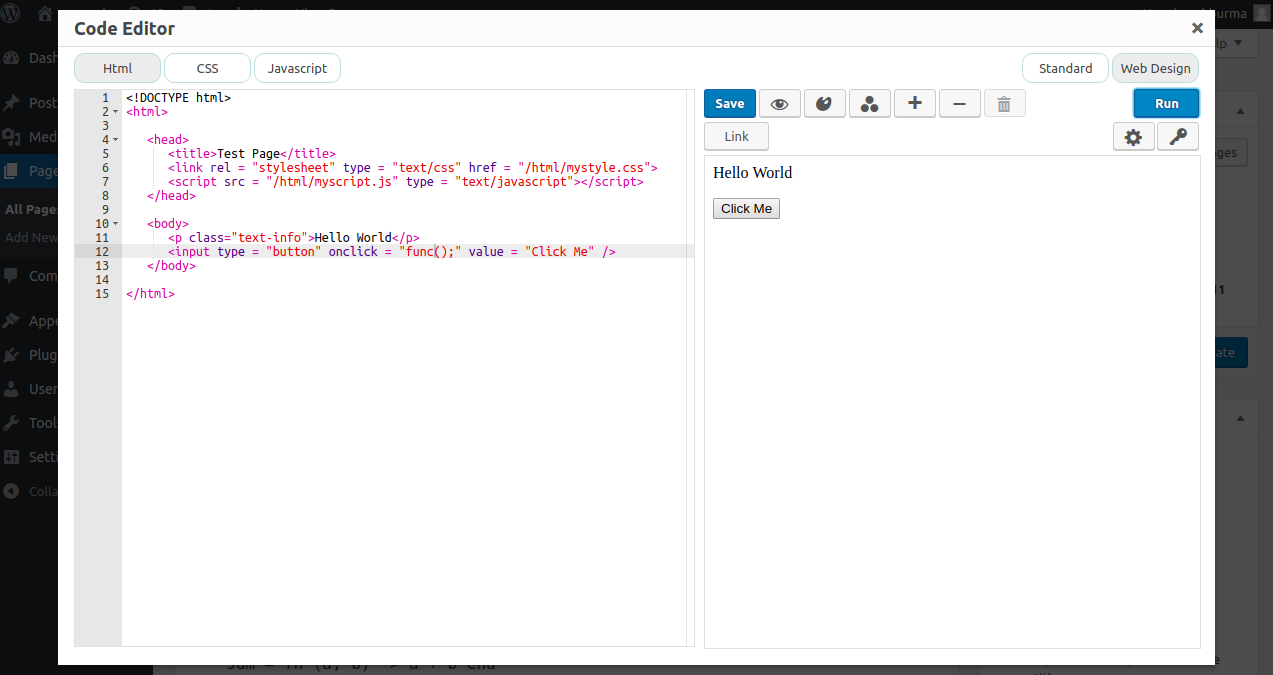 Code Editor
Html
CSS
Javascript
Standard
Web Design
1 <!DOCTYPE html>
2 <html>
3
4 <head>
5 <title>Test Page</title>
6 <link rel = "stylesheet" type = "text/css" href = "/html/mystyle.css">
7 <script src = "/html/myscript.js" type = "text/javascript"></script>
8 </head>
9
10 <body>
11 <p class="text-info">Hello World</p>
12 <input type = "button" onclick = "func();" value = "Click Me" />
13 </body>
14
15 </html>
Save
Run
Link
Hello World
Click Me
Dash
Post
Med
Page
All Page
Add New
Com
Appe
Plug
User
Tools
Setti
Colla